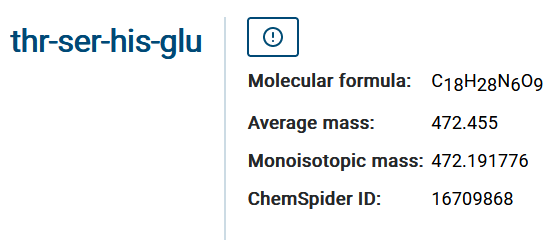 thr-ser-his-glu
Molecular formula: C18H28N6O9
Average mass: 472.455
Monoisotopic mass: 472.191776
ChemSpider ID: 16709868